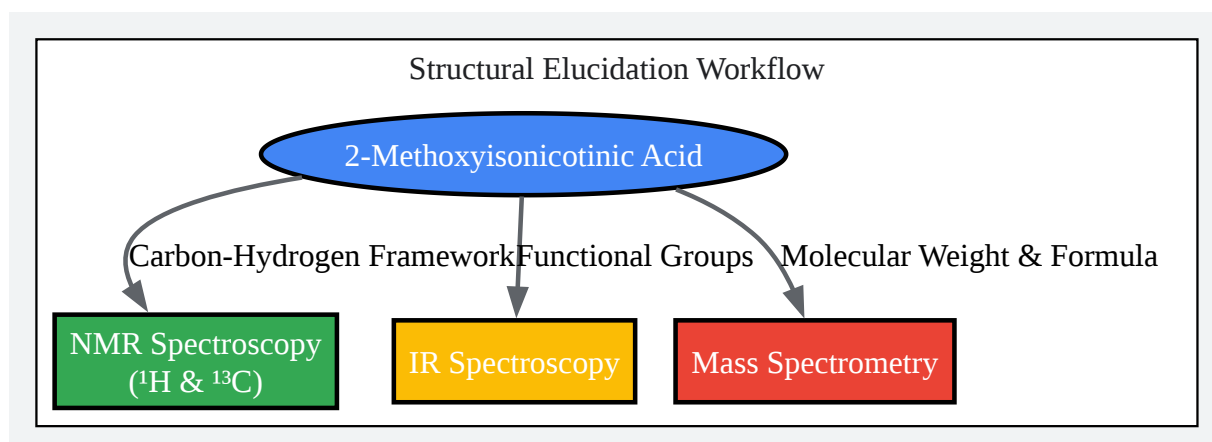 Structural Elucidation Workflow
2-Methoxyisonicotinic Acid
Carbon-Hydrogen Framework
Functional Groups
Molecular Weight & Formula
NMR Spectroscopy
(¹H & ¹³C)
IR Spectroscopy
Mass Spectrometry